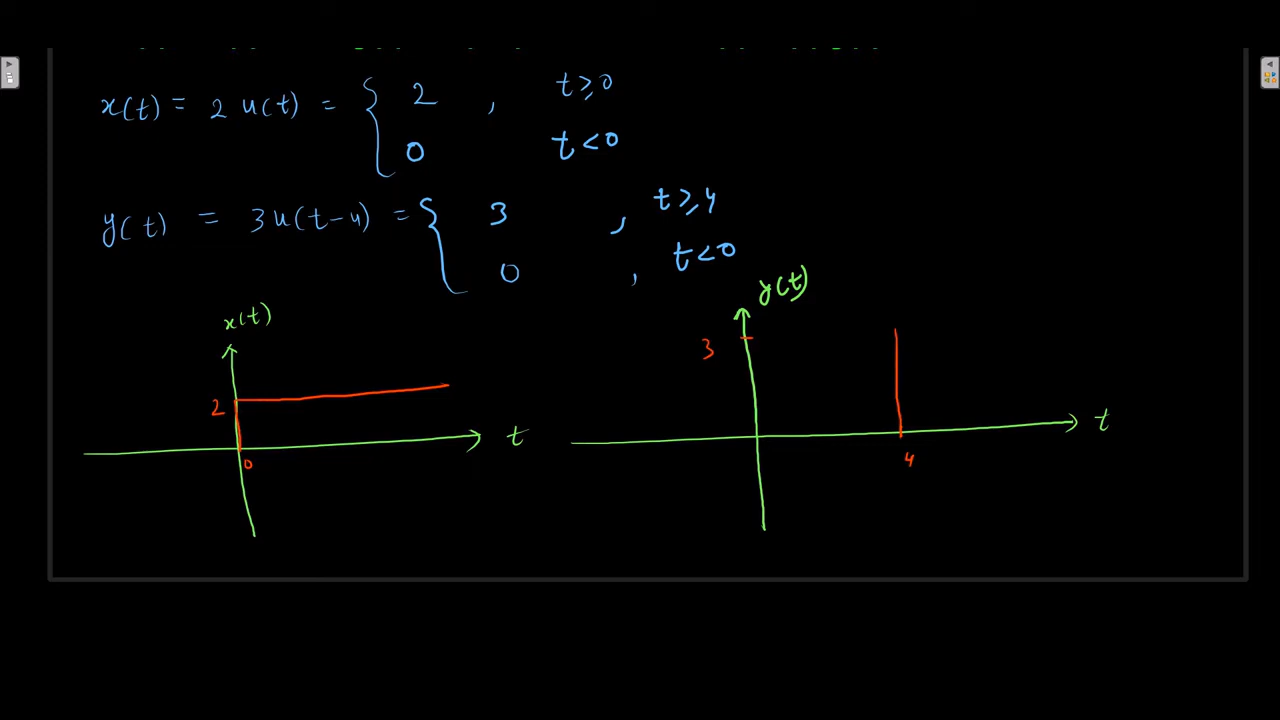 x(t) = 2 u(t) = { 2 , t ≥ 0
0 t < 0
y(t) = 3 u(t-4) = { 3 , t ≥ 4
0 , t < 0
x(t)
2
0
t
y(t)
3
4
t